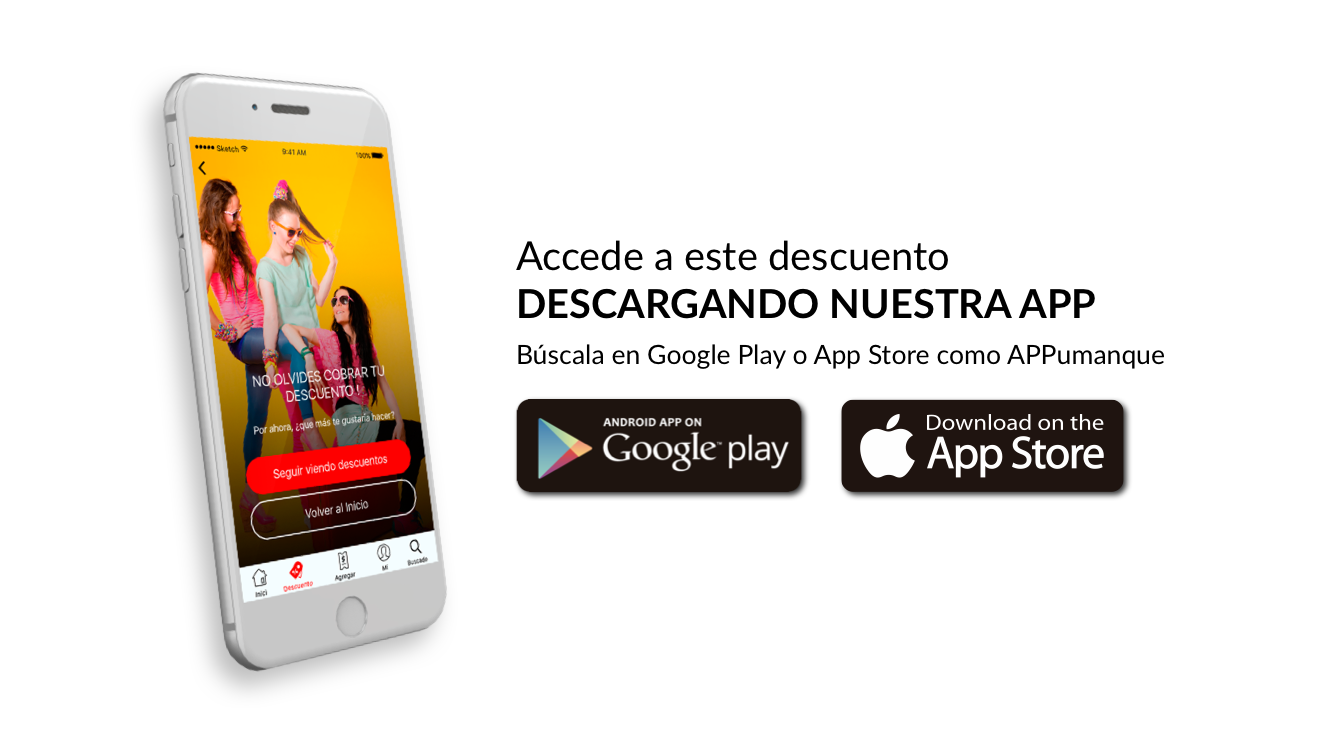 Sketch 9:41 AM 100%
NO OLVIDES COBRAR TU
DESCUENTO !
Por ahora, ¿que más te gustaría hacer?
Seguir viendo descuentos
Volver al Inicio
Inici Descuento Agregar Mi Buscado
Accede a este descuento
DESCARGANDO NUESTRA APP
Búscala en Google Play o App Store como APPumanque
ANDROID APP ON
Google™ play
Download on the
App Store